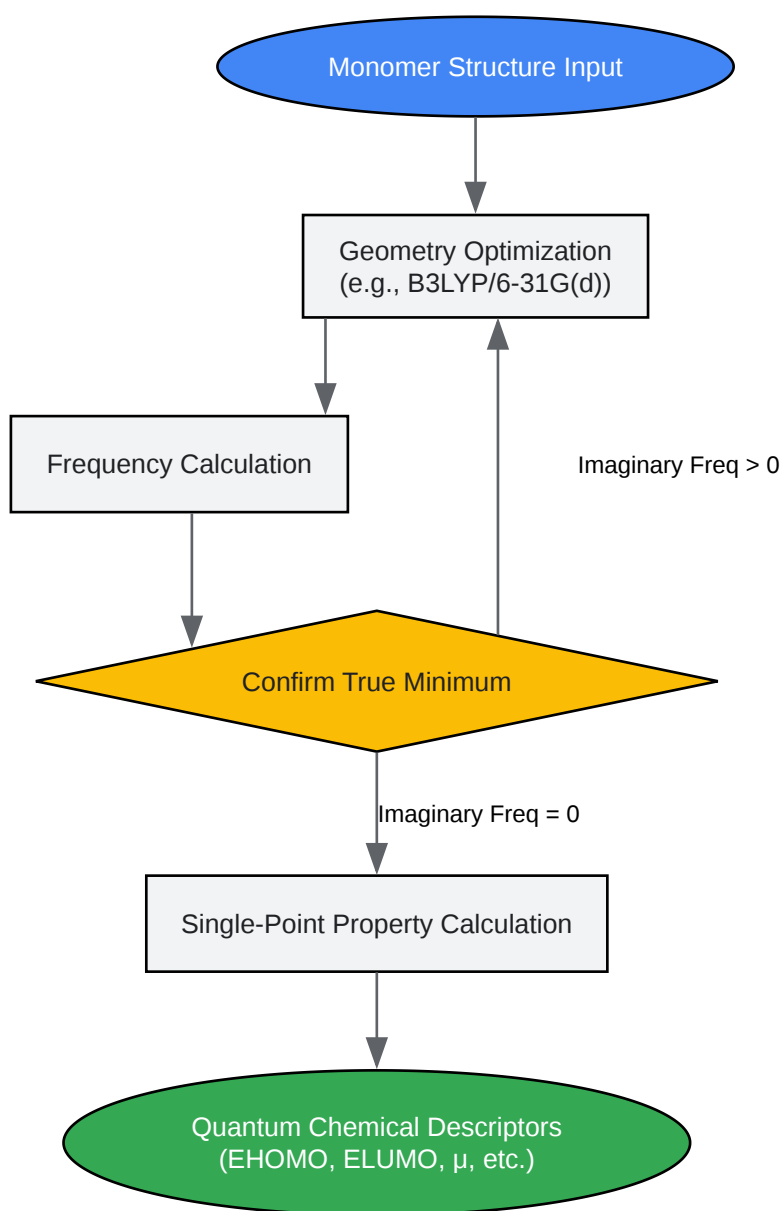 Monomer Structure Input
Geometry Optimization
(e.g., B3LYP/6-31G(d))
Frequency Calculation
Imaginary Freq > 0
Confirm True Minimum
Imaginary Freq = 0
Single-Point Property Calculation
Quantum Chemical Descriptors
(EHOMO, ELUMO, μ, etc.)